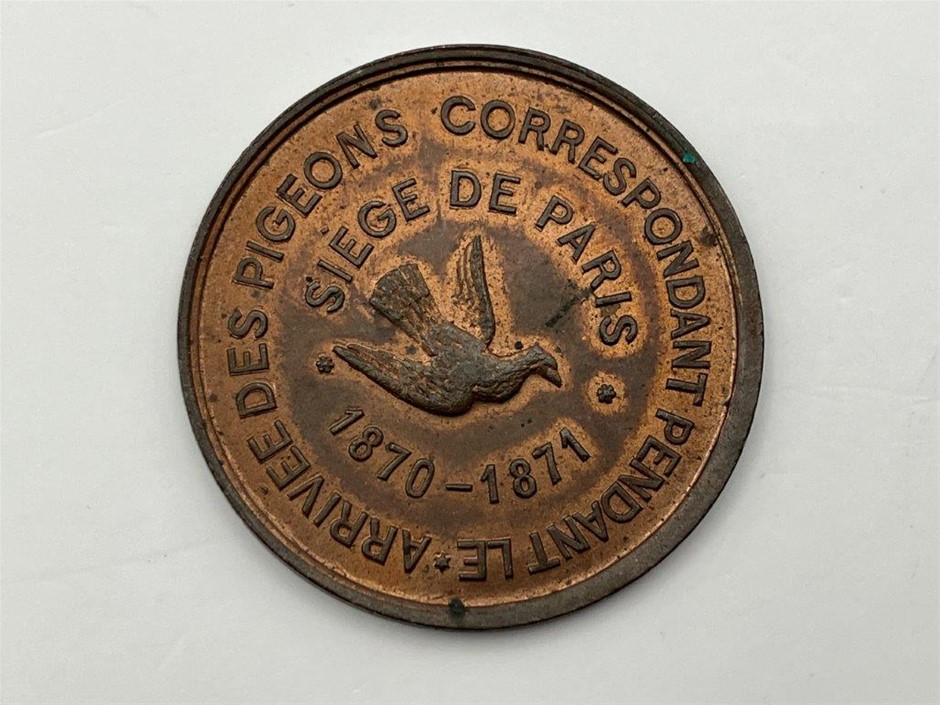 ARRIVEE DES PIGEONS CORRESPONDANT PENDANT LE
SIEGE DE PARIS
1870-1871